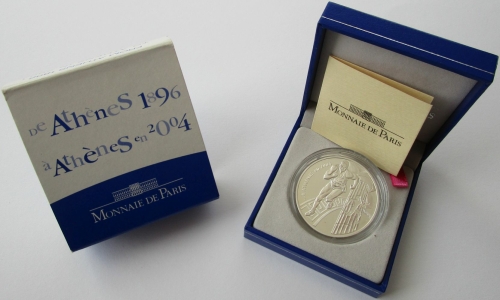 De Athènes 1896
à Athènes en 2004
MONNAIE DE PARIS
MONNAIE DE PARIS